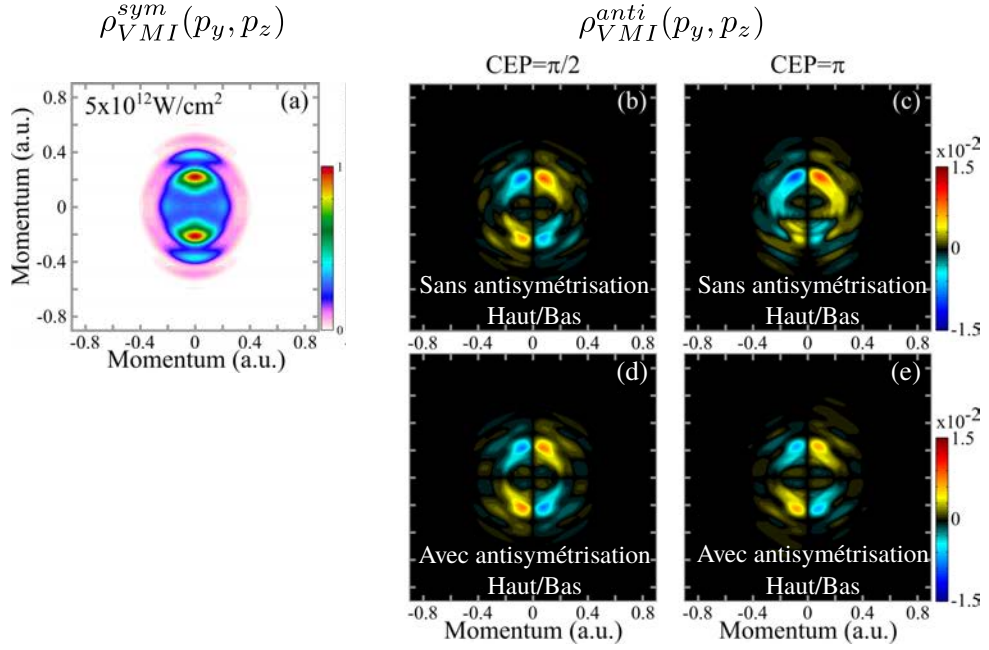 ρ_{VMI}^{sym}(p_y, p_z)
ρ_{VMI}^{anti}(p_y, p_z)
CEP=π/2
CEP=π
5x10¹²W/cm²
(a)
(b)
(c)
Momentum (a.u.)
0.8
0.4
0
-0.4
-0.8
1
0
-0.8 -0.4 0 0.4 0.8
Momentum (a.u.)
Sans antisymétrisation
Haut/Bas
Sans antisymétrisation
Haut/Bas
x10⁻²
1.5
0
-1.5
-0.8 -0.4 0 0.4 0.8
-0.8 -0.4 0 0.4 0.8
(d)
(e)
Avec antisymétrisation
Haut/Bas
Avec antisymétrisation
Haut/Bas
x10⁻²
1.5
0
-1.5
-0.8 -0.4 0 0.4 0.8
-0.8 -0.4 0 0.4 0.8
Momentum (a.u.)
Momentum (a.u.)